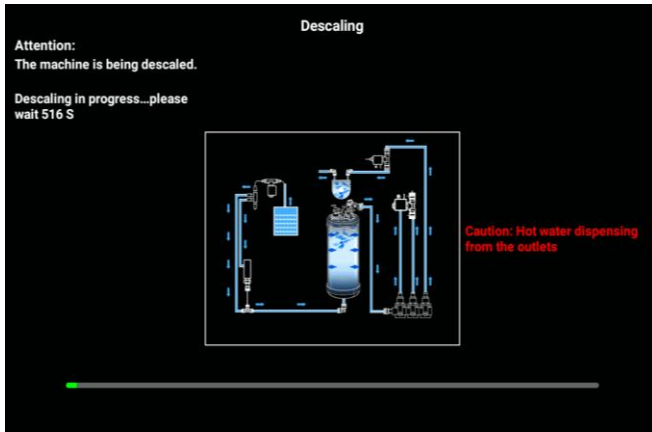 Descaling
Attention:
The machine is being descaled.
Descaling in progress...please
wait 516 S
Caution: Hot water dispensing
from the outlets